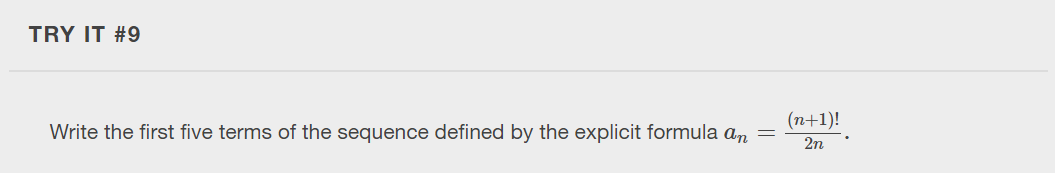 TRY IT #9
Write the first five terms of the sequence defined by the explicit formula aₙ = (n+1)!/2n.